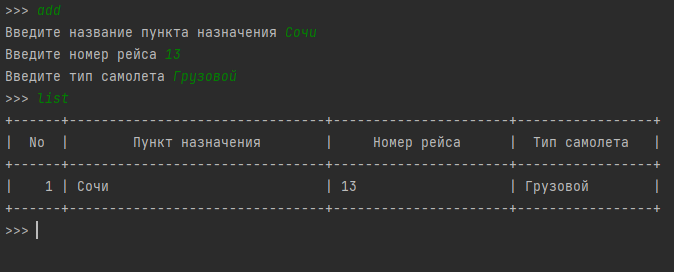 >>> add
Введите название пункта назначения Сочи
Введите номер рейса 13
Введите тип самолета Грузовой
>>> list
+------+--------------------------------+----------------------+-----------------+
|  No  |        Пункт назначения        |     Номер рейса      |  Тип самолета   |
+------+--------------------------------+----------------------+-----------------+
|    1 | Сочи                           | 13                   | Грузовой        |
+------+--------------------------------+----------------------+-----------------+
>>>